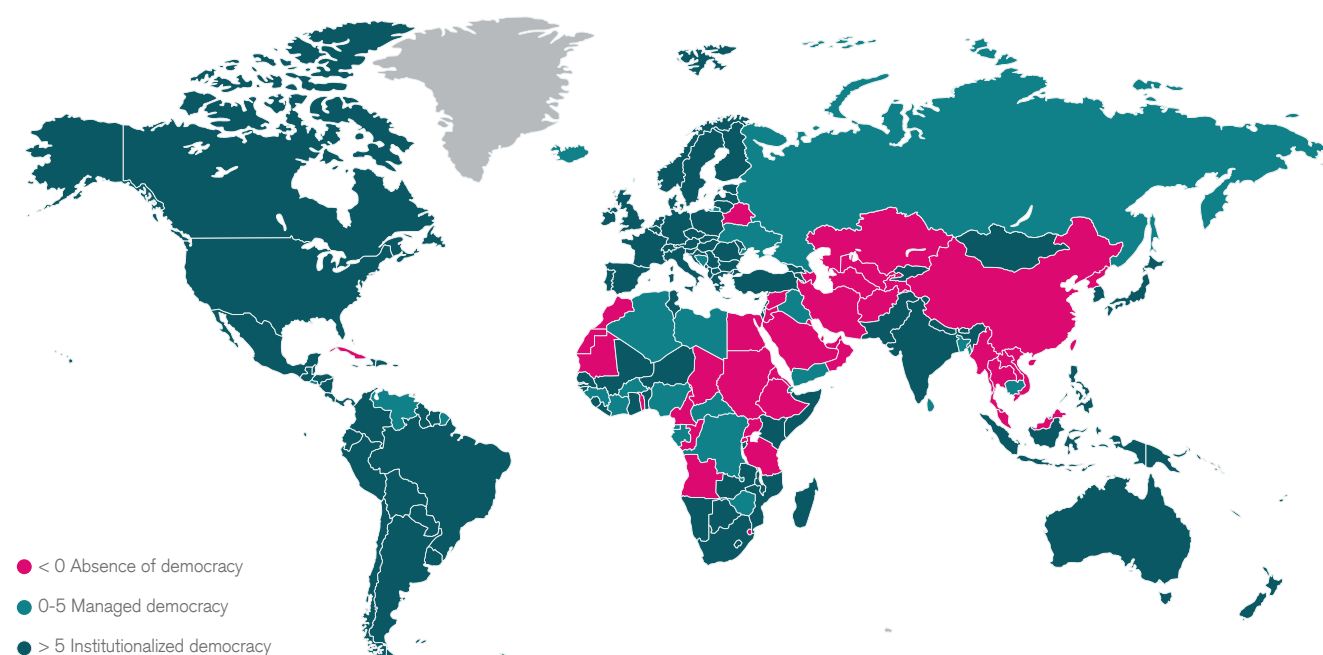 < 0 Absence of democracy
0-5 Managed democracy
> 5 Institutionalized democracy